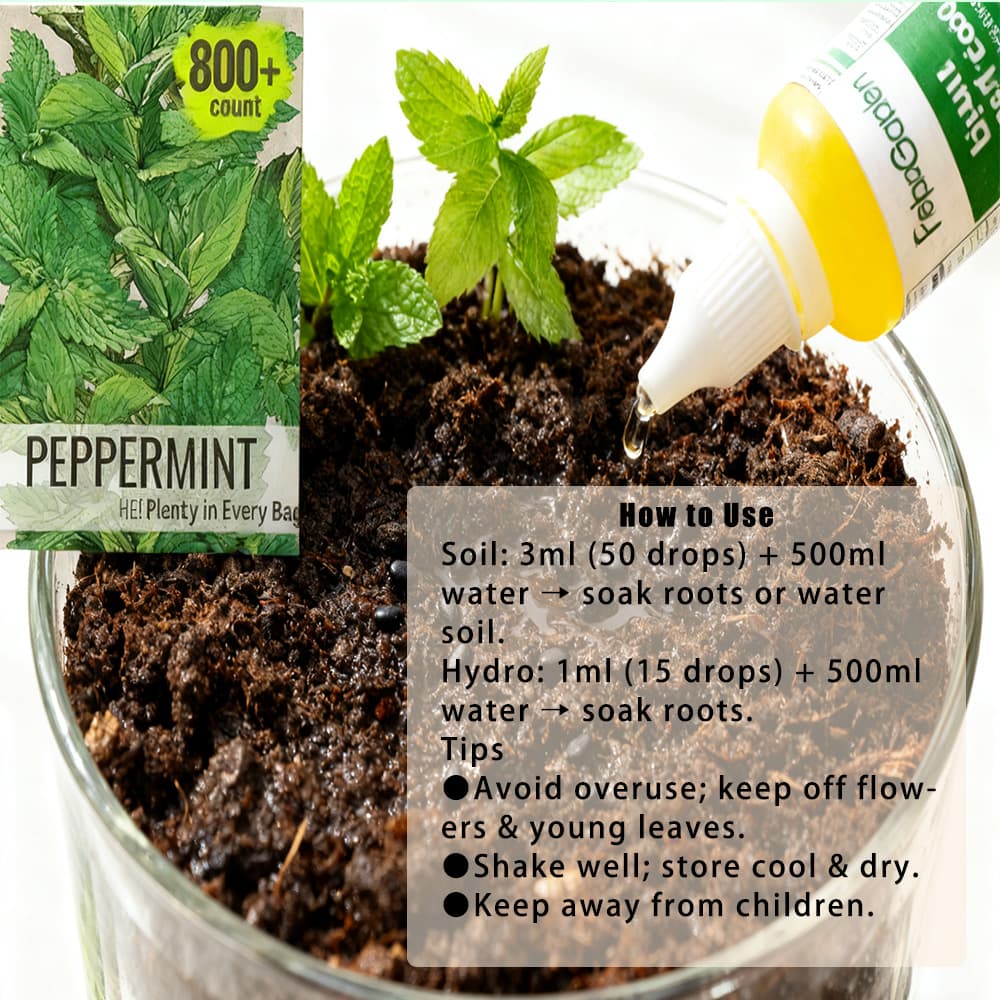 800+
count
PEPPERMINT
HE! Plenty in Every Bag
How to Use
Soil: 3ml (50 drops) + 500ml
water → soak roots or water
soil.
Hydro: 1ml (15 drops) + 500ml
water → soak roots.
Tips
●Avoid overuse; keep off flow-
ers & young leaves.
●Shake well; store cool & dry.
●Keep away from children.